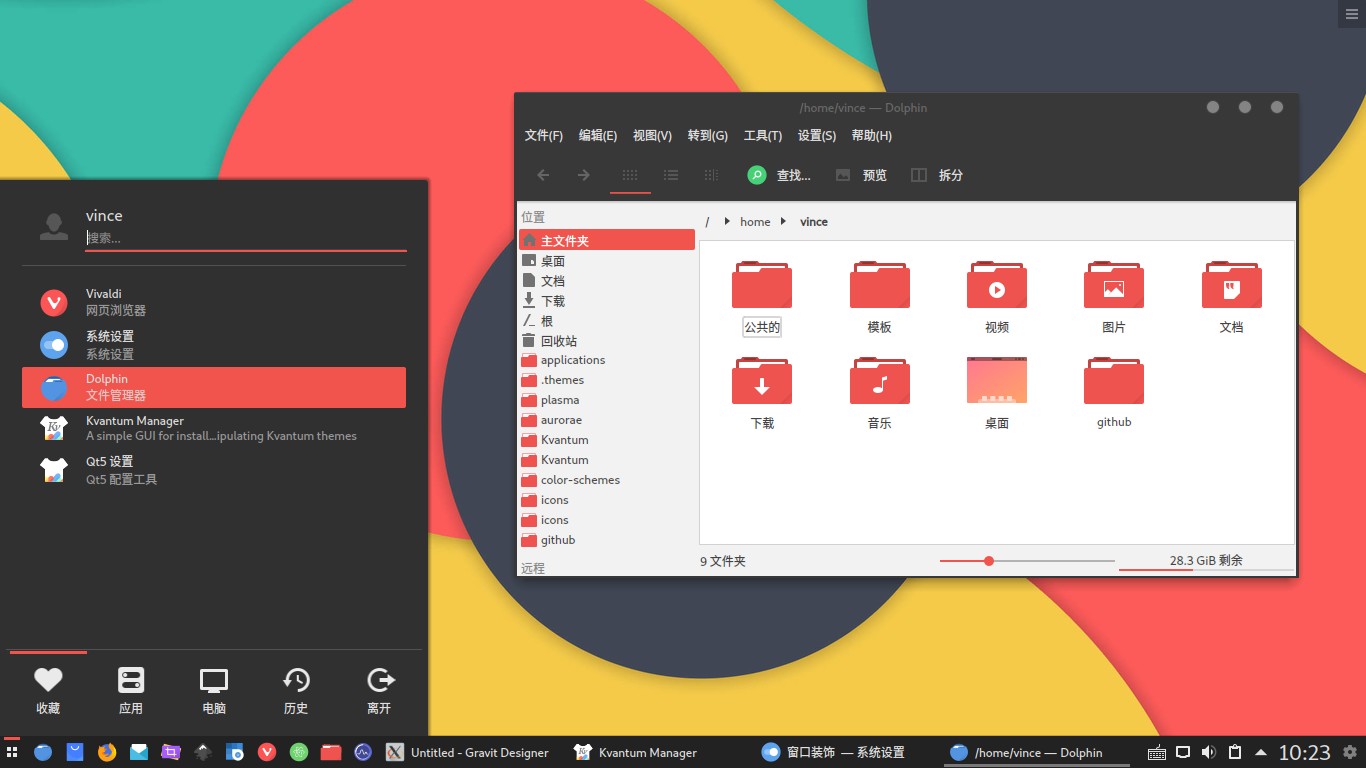 /home/vince — Dolphin
文件(F) 编辑(E) 视图(V) 转到(G) 工具(T) 设置(S) 帮助(H)
查找... 预览 拆分
位置
主文件夹
桌面
文档
下载
根
回收站
applications
.themes
plasma
aurorae
Kvantum
Kvantum
color-schemes
icons
icons
github
远程
/ home vince
公共的 模板 视频 图片 文档
下载 音乐 桌面 github
9 文件夹 28.3 GiB 剩余
vince
搜索...
Vivaldi
网页浏览器
系统设置
系统设置
Dolphin
文件管理器
Kvantum Manager
A simple GUI for install...ipulating Kvantum themes
Qt5 设置
Qt5 配置工具
收藏 应用 电脑 历史 离开
Untitled - Gravit Designer Kvantum Manager 窗口装饰 — 系统设置 /home/vince — Dolphin 10:23